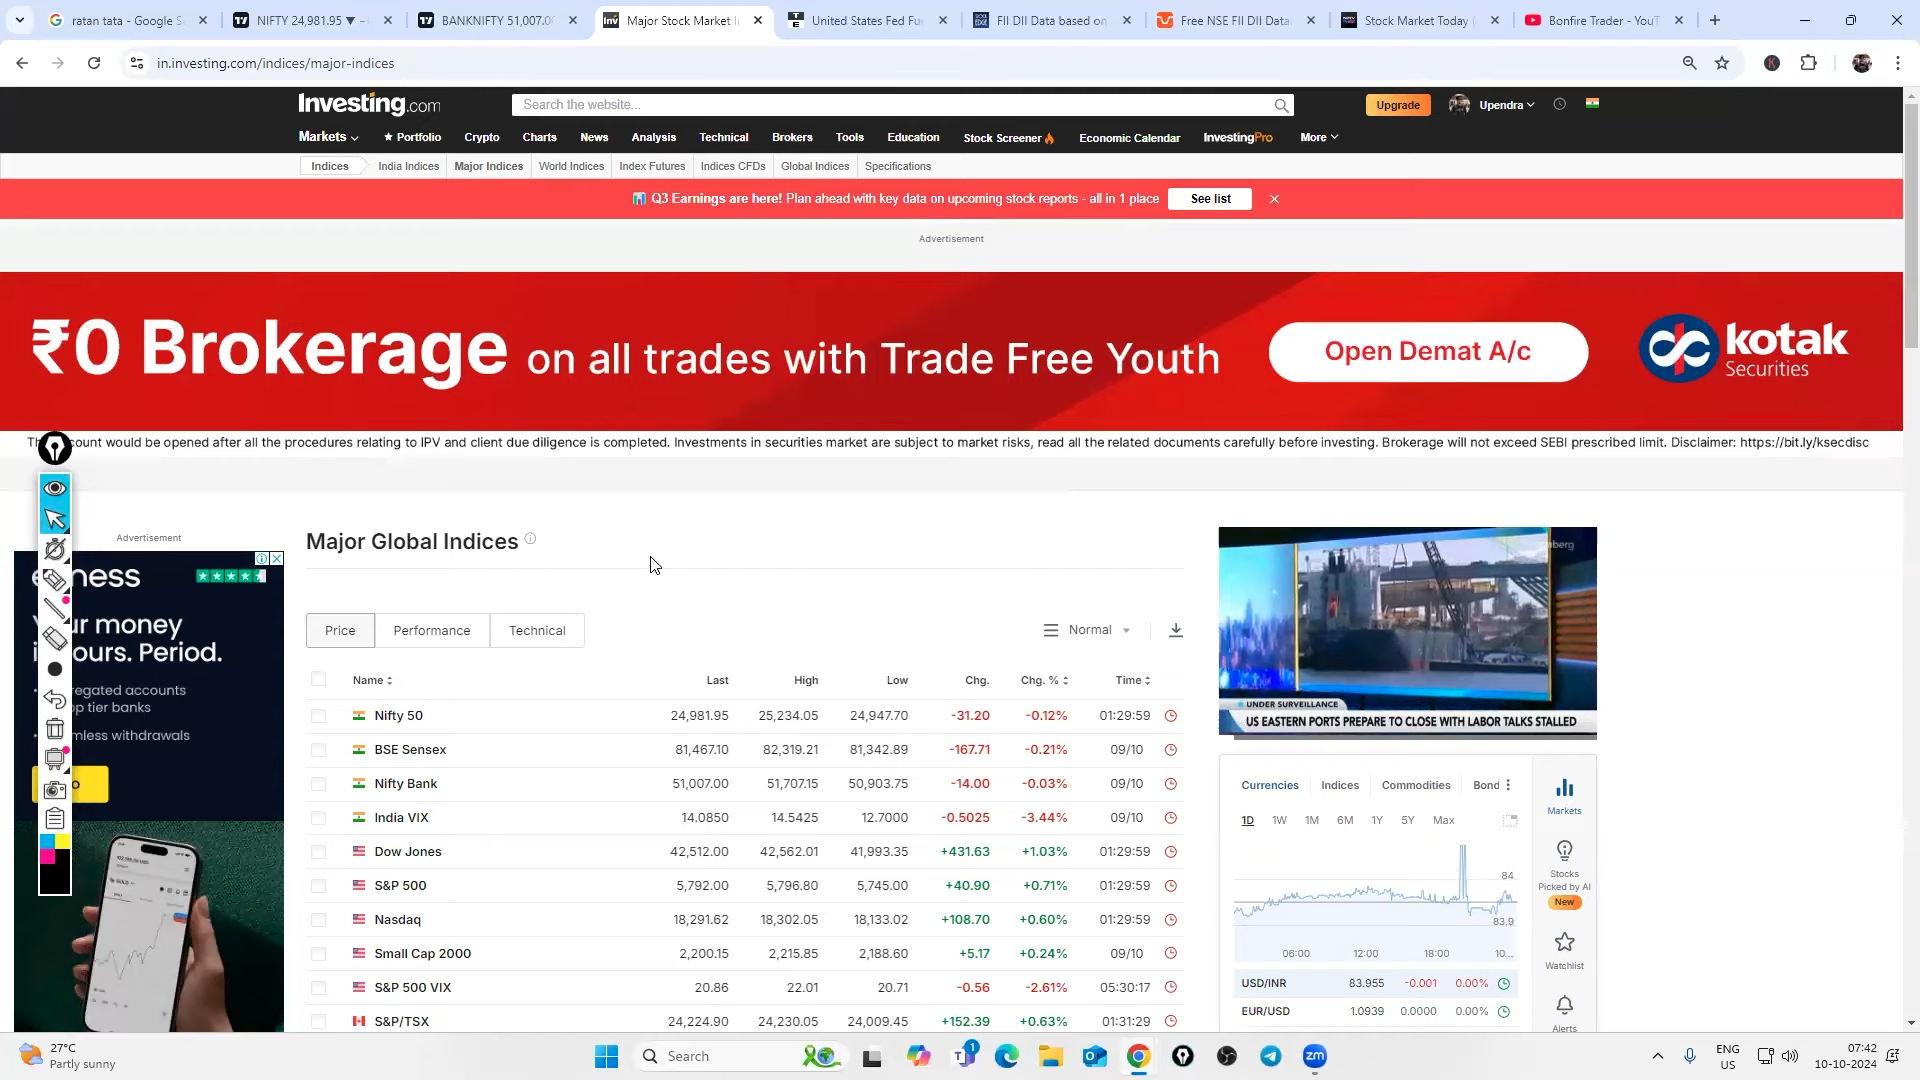 ratan tata - Google S
NIFTY 24,981.95 ▼ −
BANKNIFTY 51,007.0
Major Stock Market I
United States Fed Fu
FII DII Data based on
Free NSE FII DII Data
Stock Market Today
Bonfire Trader - YouT
in.investing.com/indices/major-indices
Investing.com
Search the website...
Upgrade
Upendra
Markets
Portfolio
Crypto
Charts
News
Analysis
Technical
Brokers
Tools
Education
Stock Screener
Economic Calendar
InvestingPro
More
Indices
India Indices
Major Indices
World Indices
Index Futures
Indices CFDs
Global Indices
Specifications
Q3 Earnings are here! Plan ahead with key data on upcoming stock reports - all in 1 place
See list
Advertisement
₹0 Brokerage on all trades with Trade Free Youth
Open Demat A/c
kotak
Securities
Th count would be opened after all the procedures relating to IPV and client due diligence is completed. Investments in securities market are subject to market risks, read all the related documents carefully before investing. Brokerage will not exceed SEBI prescribed limit. Disclaimer: https://bit.ly/ksecdisc
Advertisement
ness
ur money
ours. Period.
regated accounts
op tier banks
mless withdrawals
Major Global Indices
Price
Performance
Technical
Normal
Name Last High Low Chg. Chg. % Time
Nifty 50 24,981.95 25,234.05 24,947.70 -31.20 -0.12% 01:29:59
BSE Sensex 81,467.10 82,319.21 81,342.89 -167.71 -0.21% 09/10
Nifty Bank 51,007.00 51,707.15 50,903.75 -14.00 -0.03% 09/10
India VIX 14.0850 14.5425 12.7000 -0.5025 -3.44% 09/10
Dow Jones 42,512.00 42,562.01 41,993.35 +431.63 +1.03% 01:29:59
S&P 500 5,792.00 5,796.80 5,745.00 +40.90 +0.71% 01:29:59
Nasdaq 18,291.62 18,302.05 18,133.02 +108.70 +0.60% 01:29:59
Small Cap 2000 2,200.15 2,215.85 2,188.60 +5.17 +0.24% 09/10
S&P 500 VIX 20.86 22.01 20.71 -0.56 -2.61% 05:30:17
S&P/TSX 24,224.90 24,230.05 24,009.45 +152.39 +0.63% 01:31:29
UNDER SURVEILLANCE
US EASTERN PORTS PREPARE TO CLOSE WITH LABOR TALKS STALLED
Currencies
Indices
Commodities
Bond
1D 1W 1M 6M 1Y 5Y Max
84
83.9
06:00 12:00 18:00 10...
USD/INR 83.955 -0.001 0.00%
EUR/USD 1.0939 0.0000 0.00%
Markets
Stocks
Picked by AI
New
Watchlist
Alerts
27°C
Partly sunny
Search
1
zm
ENG
US
07:42
10-10-2024